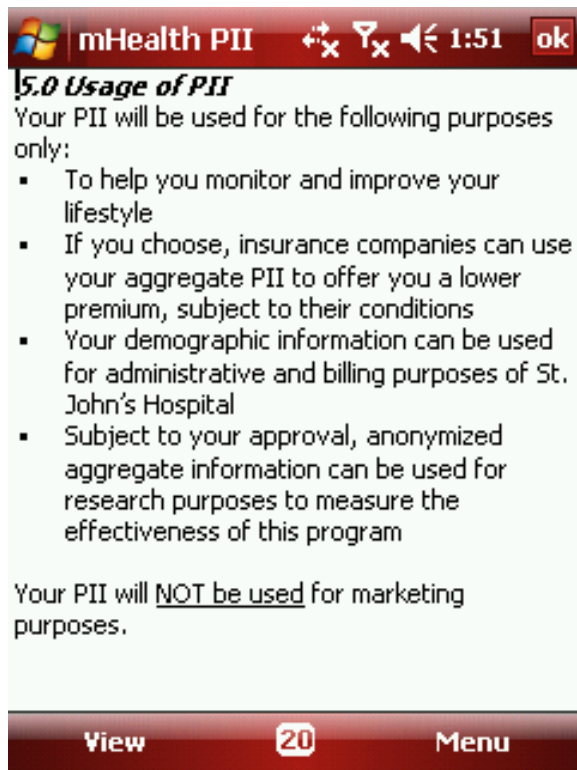 mHealth PII 1:51 ok
5.0 Usage of PII
Your PII will be used for the following purposes
only:
▪ To help you monitor and improve your
lifestyle
▪ If you choose, insurance companies can use
your aggregate PII to offer you a lower
premium, subject to their conditions
▪ Your demographic information can be used
for administrative and billing purposes of St.
John's Hospital
▪ Subject to your approval, anonymized
aggregate information can be used for
research purposes to measure the
effectiveness of this program
Your PII will NOT be used for marketing
purposes.
View 20 Menu